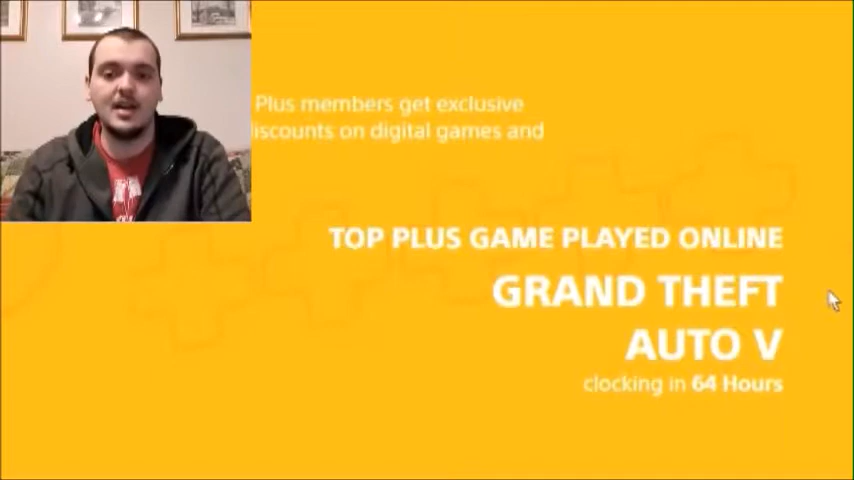 Plus members get exclusive
discounts on digital games and
TOP PLUS GAME PLAYED ONLINE
GRAND THEFT
AUTO V
clocking in 64 Hours